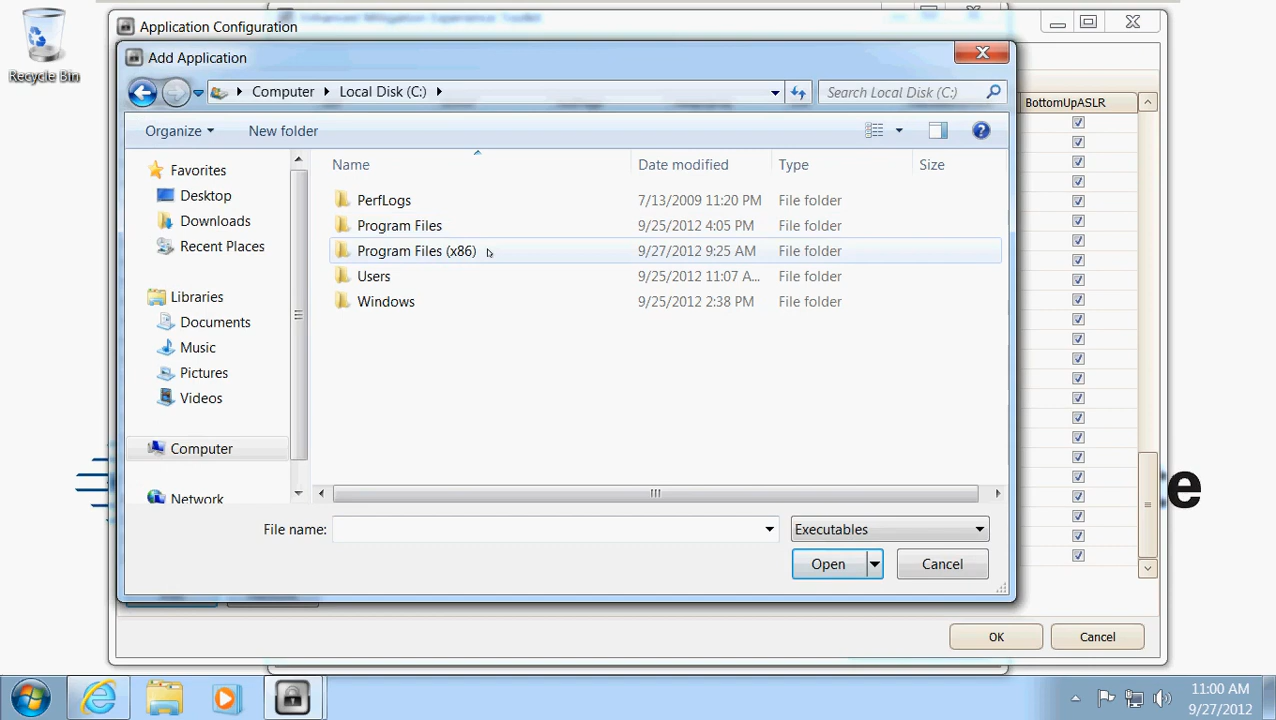 Enhanced Mitigation Experience Toolkit
Application Configuration
Recycle Bin
Add Application
Computer
Local Disk (C:)
Search Local Disk (C:)
BottomUpASLR
Organize
New folder
Name
Date modified
Type
Size
Favorites
Desktop
Downloads
Recent Places
Libraries
Documents
Music
Pictures
Videos
Computer
Network
PerfLogs 7/13/2009 11:20 PM File folder
Program Files 9/25/2012 4:05 PM File folder
Program Files (x86) 9/27/2012 9:25 AM File folder
Users 9/25/2012 11:07 A... File folder
Windows 9/25/2012 2:38 PM File folder
e
File name:
Executables
Open
Cancel
OK
Cancel
11:00 AM
9/27/2012